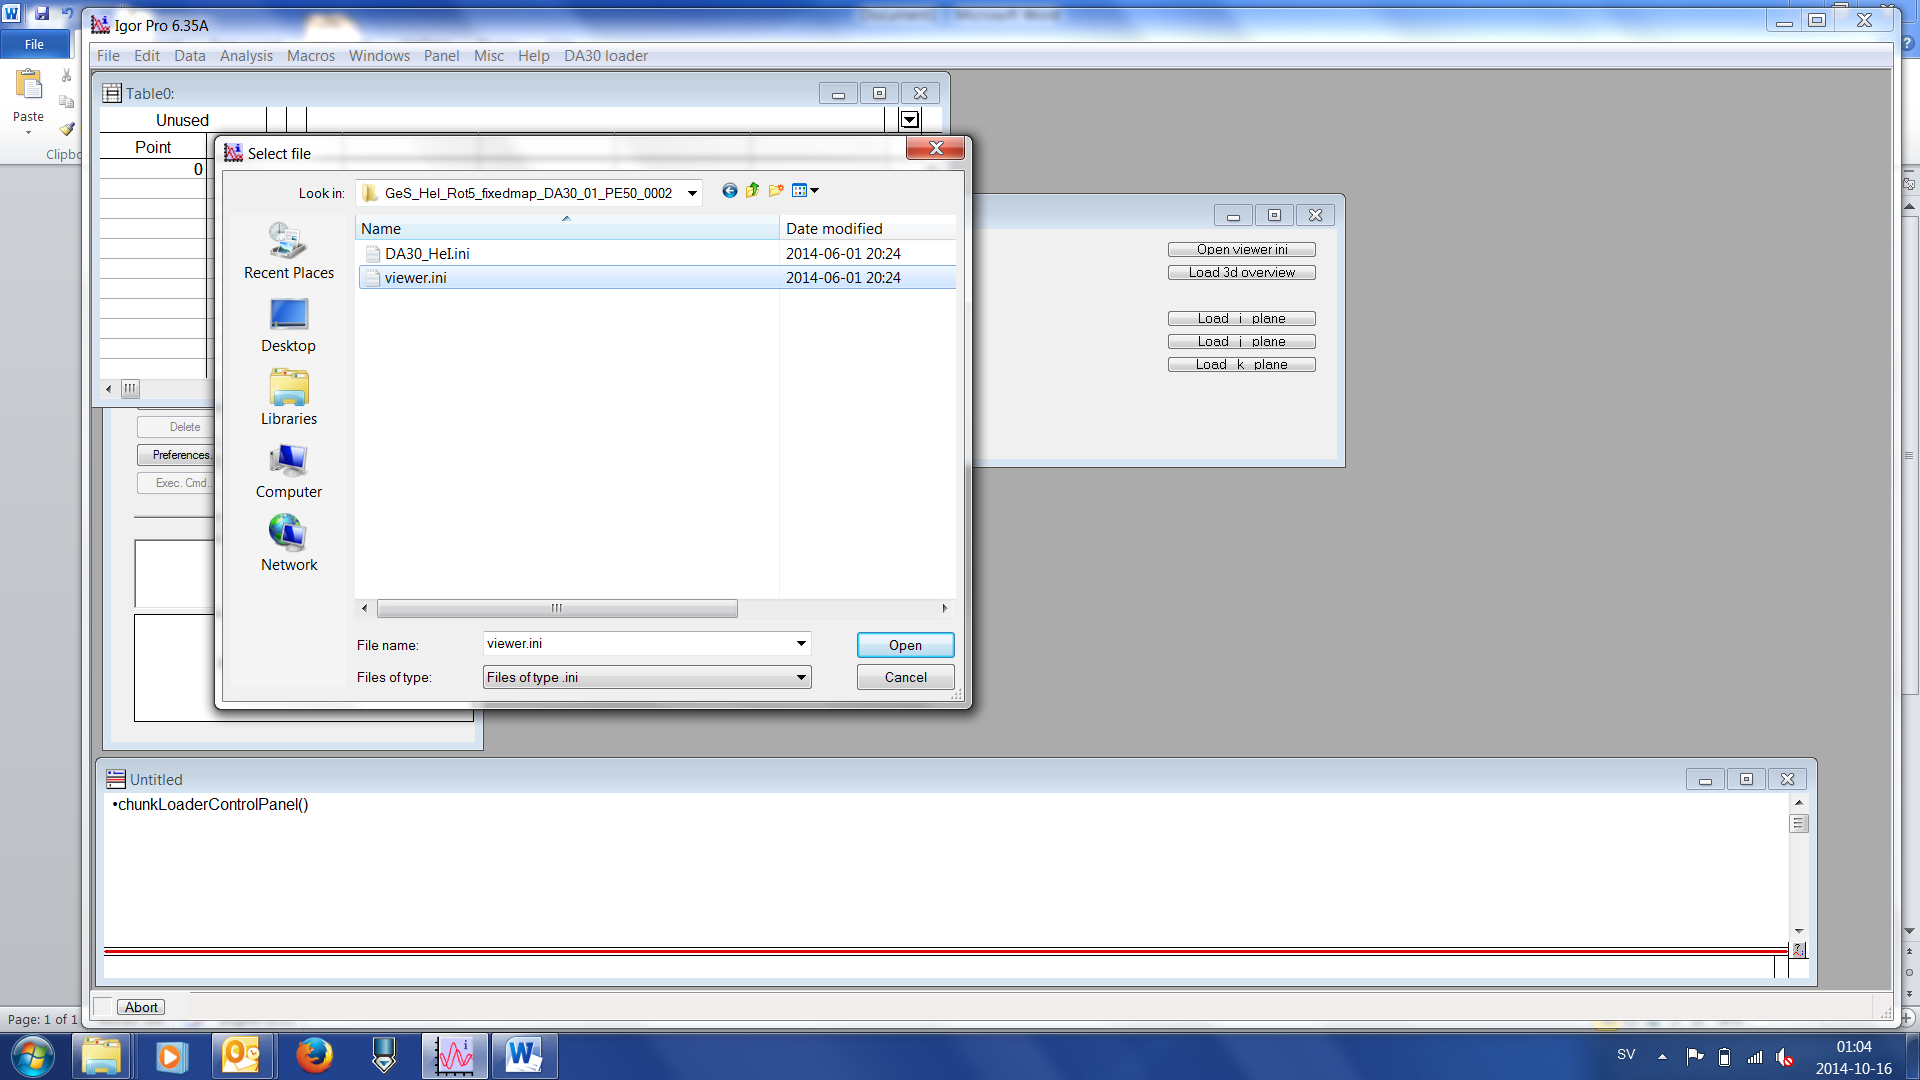 Igor Pro 6.35A
File
File Edit Data Analysis Macros Windows Panel Misc Help DA30 loader
Paste
Clipbo
Table0:
Unused
Point
0
Select file
Look in: GeS_HeI_Rot5_fixedmap_DA30_01_PE50_0002
Name Date modified
DA30_HeI.ini 2014-06-01 20:24
viewer.ini 2014-06-01 20:24
Recent Places
Desktop
Libraries
Computer
Network
File name: viewer.ini Open
Files of type: Files of type .ini Cancel
Open viewer ini
Load 3d overview
Load i plane
Load j plane
Load k plane
Delete
Preferences.
Exec. Cmd..
Untitled
•chunkLoaderControlPanel()
Abort
Page: 1 of 1
SV
01:04
2014-10-16